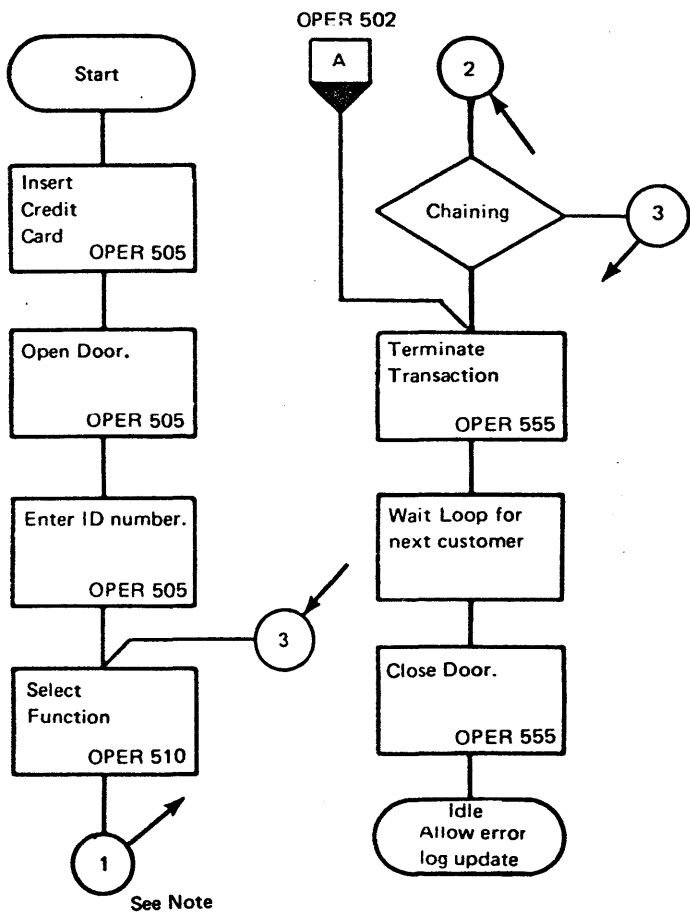 Start
Insert
Credit
Card
OPER 505
Open Door.
OPER 505
Enter ID number.
OPER 505
3
Select
Function
OPER 510
1
See Note
OPER 502
A
2
Chaining
3
Terminate
Transaction
OPER 555
Wait Loop for
next customer
Close Door.
OPER 555
Idle
Allow error
log update